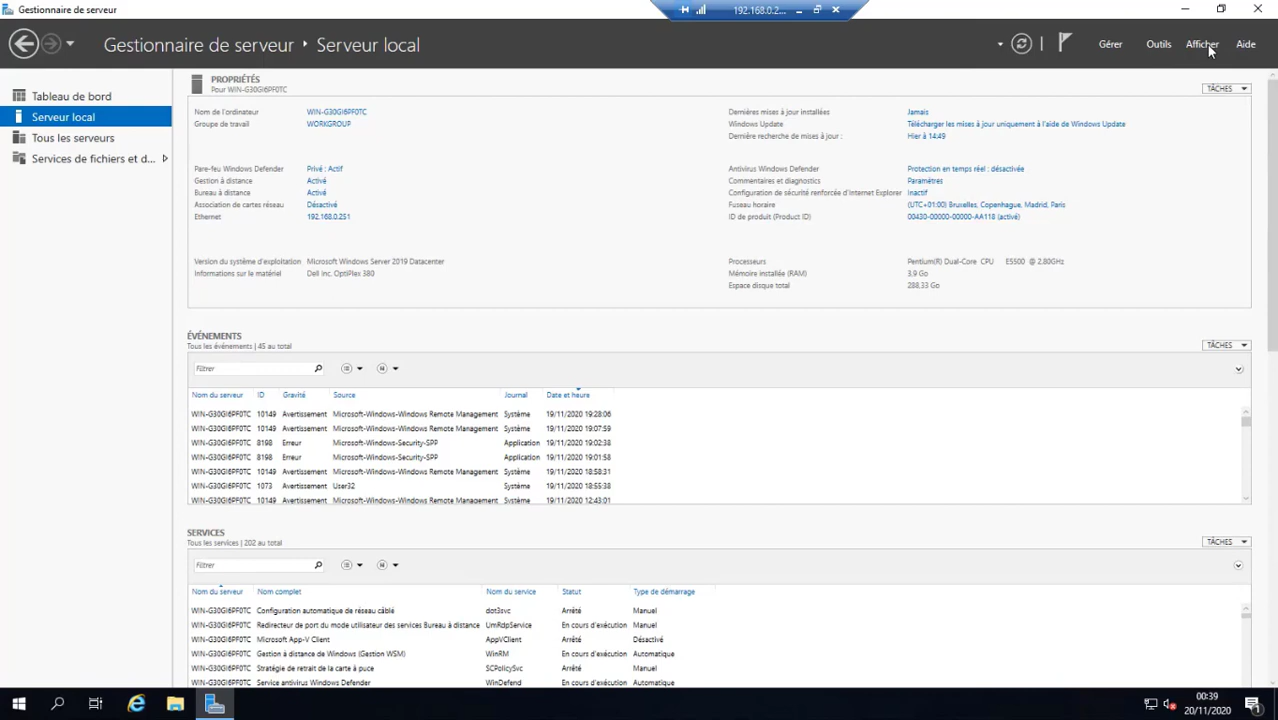 Gestionnaire de serveur
192.168.0.2...
Gestionnaire de serveur ‣ Serveur local
Gérer Outils Afficher Aide
Tableau de bord
Serveur local
Tous les serveurs
Services de fichiers et d...
PROPRIÉTÉS
Pour WIN-G30GI6PF0TC
TÂCHES
Nom de l'ordinateur WIN-G30GI6PF0TC
Groupe de travail WORKGROUP
Dernières mises à jour installées Jamais
Windows Update Télécharger les mises à jour uniquement à l'aide de Windows Update
Dernière recherche de mises à jour : Hier à 14:49
Pare-feu Windows Defender Privé : Actif
Gestion à distance Activé
Bureau à distance Activé
Association de cartes réseau Désactivé
Ethernet 192.168.0.251
Antivirus Windows Defender Protection en temps réel : désactivée
Commentaires et diagnostics Paramètres
Configuration de sécurité renforcée d'Internet Explorer Inactif
Fuseau horaire (UTC+01:00) Bruxelles, Copenhague, Madrid, Paris
ID de produit (Product ID) 00430-00000-00000-AA118 (activé)
Version du système d'exploitation Microsoft Windows Server 2019 Datacenter
Informations sur le matériel Dell Inc. OptiPlex 380
Processeurs Pentium(R) Dual-Core CPU E5500 @ 2.80GHz
Mémoire installée (RAM) 3.9 Go
Espace disque total 288,33 Go
ÉVÉNEMENTS
Tous les événements | 45 au total
TÂCHES
Filtrer
Nom du serveur ID Gravité Source Journal Date et heure
WIN-G30GI6PF0TC 10149 Avertissement Microsoft-Windows-Windows Remote Management Système 19/11/2020 19:28:06
WIN-G30GI6PF0TC 10149 Avertissement Microsoft-Windows-Windows Remote Management Système 19/11/2020 19:07:59
WIN-G30GI6PF0TC 8198 Erreur Microsoft-Windows-Security-SPP Application 19/11/2020 19:02:38
WIN-G30GI6PF0TC 8198 Erreur Microsoft-Windows-Security-SPP Application 19/11/2020 19:01:58
WIN-G30GI6PF0TC 10149 Avertissement Microsoft-Windows-Windows Remote Management Système 19/11/2020 18:58:31
WIN-G30GI6PF0TC 1073 Avertissement User32 Système 19/11/2020 18:55:38
WIN-G30GI6PF0TC 10149 Avertissement Microsoft-Windows-Windows Remote Management Système 19/11/2020 12:43:01
SERVICES
Tous les services | 202 au total
TÂCHES
Filtrer
Nom du serveur Nom complet Nom du service Statut Type de démarrage
WIN-G30GI6PF0TC Configuration automatique de réseau câblé dot3svc Arrêté Manuel
WIN-G30GI6PF0TC Redirecteur de port du mode utilisateur des services Bureau à distance UmRdpService En cours d'exécution Manuel
WIN-G30GI6PF0TC Microsoft App-V Client AppVClient Arrêté Désactivé
WIN-G30GI6PF0TC Gestion à distance de Windows (Gestion WSM) WinRM En cours d'exécution Automatique
WIN-G30GI6PF0TC Stratégie de retrait de la carte à puce SCPolicySvc Arrêté Manuel
WIN-G30GI6PF0TC Service antivirus Windows Defender WinDefend En cours d'exécution Automatique
00:39
20/11/2020
1